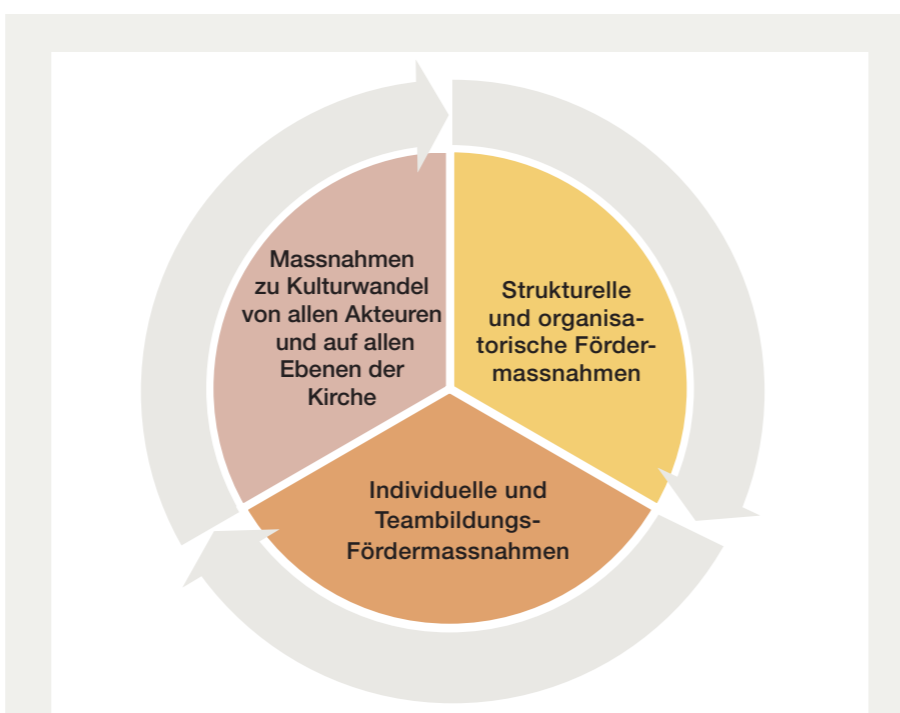 Massnahmen
zu Kulturwandel
von allen Akteuren
und auf allen
Ebenen der
Kirche
Strukturelle
und organisa-
torische Förder-
massnahmen
Individuelle und
Teambildungs-
Fördermassnahmen